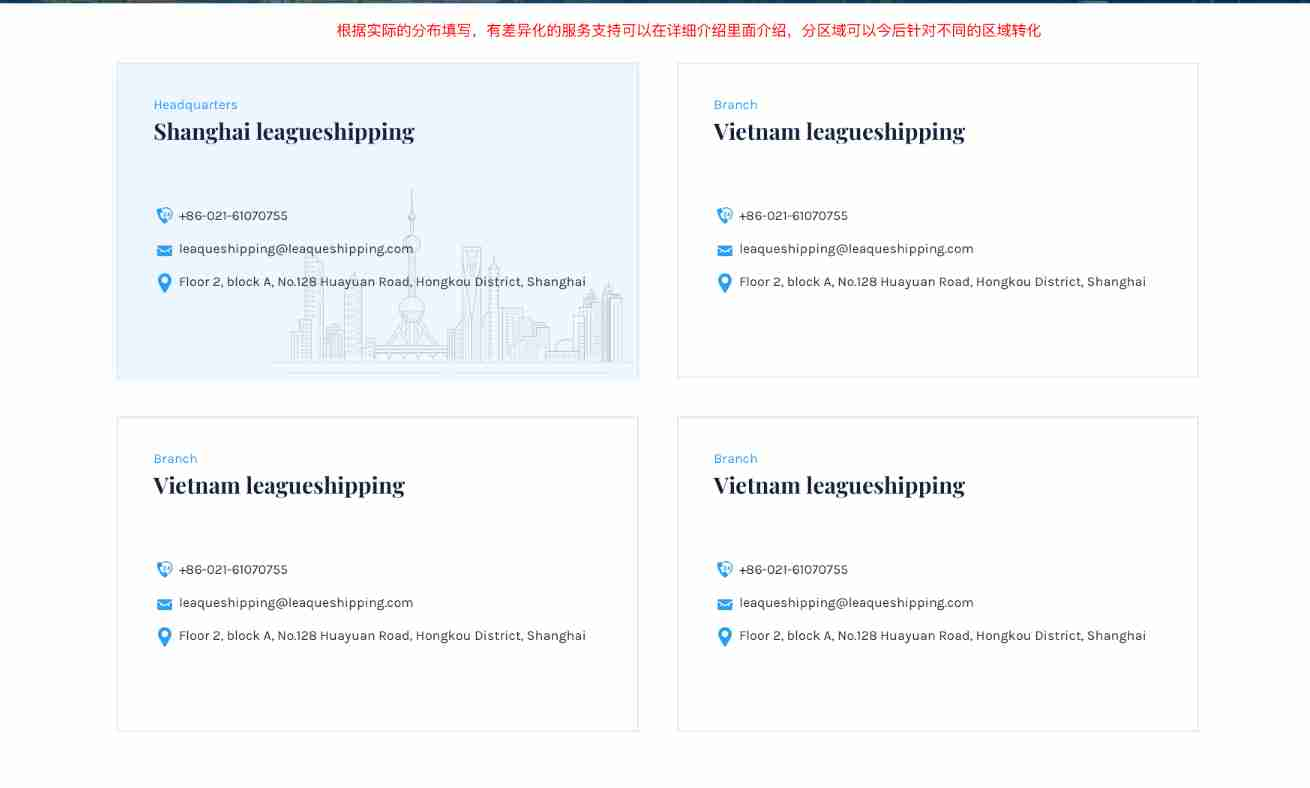 根据实际的分布填写，有差异化的服务支持可以在详细介绍里面介绍，分区域可以今后针对不同的区域转化
Headquarters
Shanghai leagueshipping
+86-021-61070755
leaqueshipping@leaqueshipping.com
Floor 2, block A, No.128 Huayuan Road, Hongkou District, Shanghai
Branch
Vietnam leagueshipping
+86-021-61070755
leaqueshipping@leaqueshipping.com
Floor 2, block A, No.128 Huayuan Road, Hongkou District, Shanghai
Branch
Vietnam leagueshipping
+86-021-61070755
leaqueshipping@leaqueshipping.com
Floor 2, block A, No.128 Huayuan Road, Hongkou District, Shanghai
Branch
Vietnam leagueshipping
+86-021-61070755
leaqueshipping@leaqueshipping.com
Floor 2, block A, No.128 Huayuan Road, Hongkou District, Shanghai